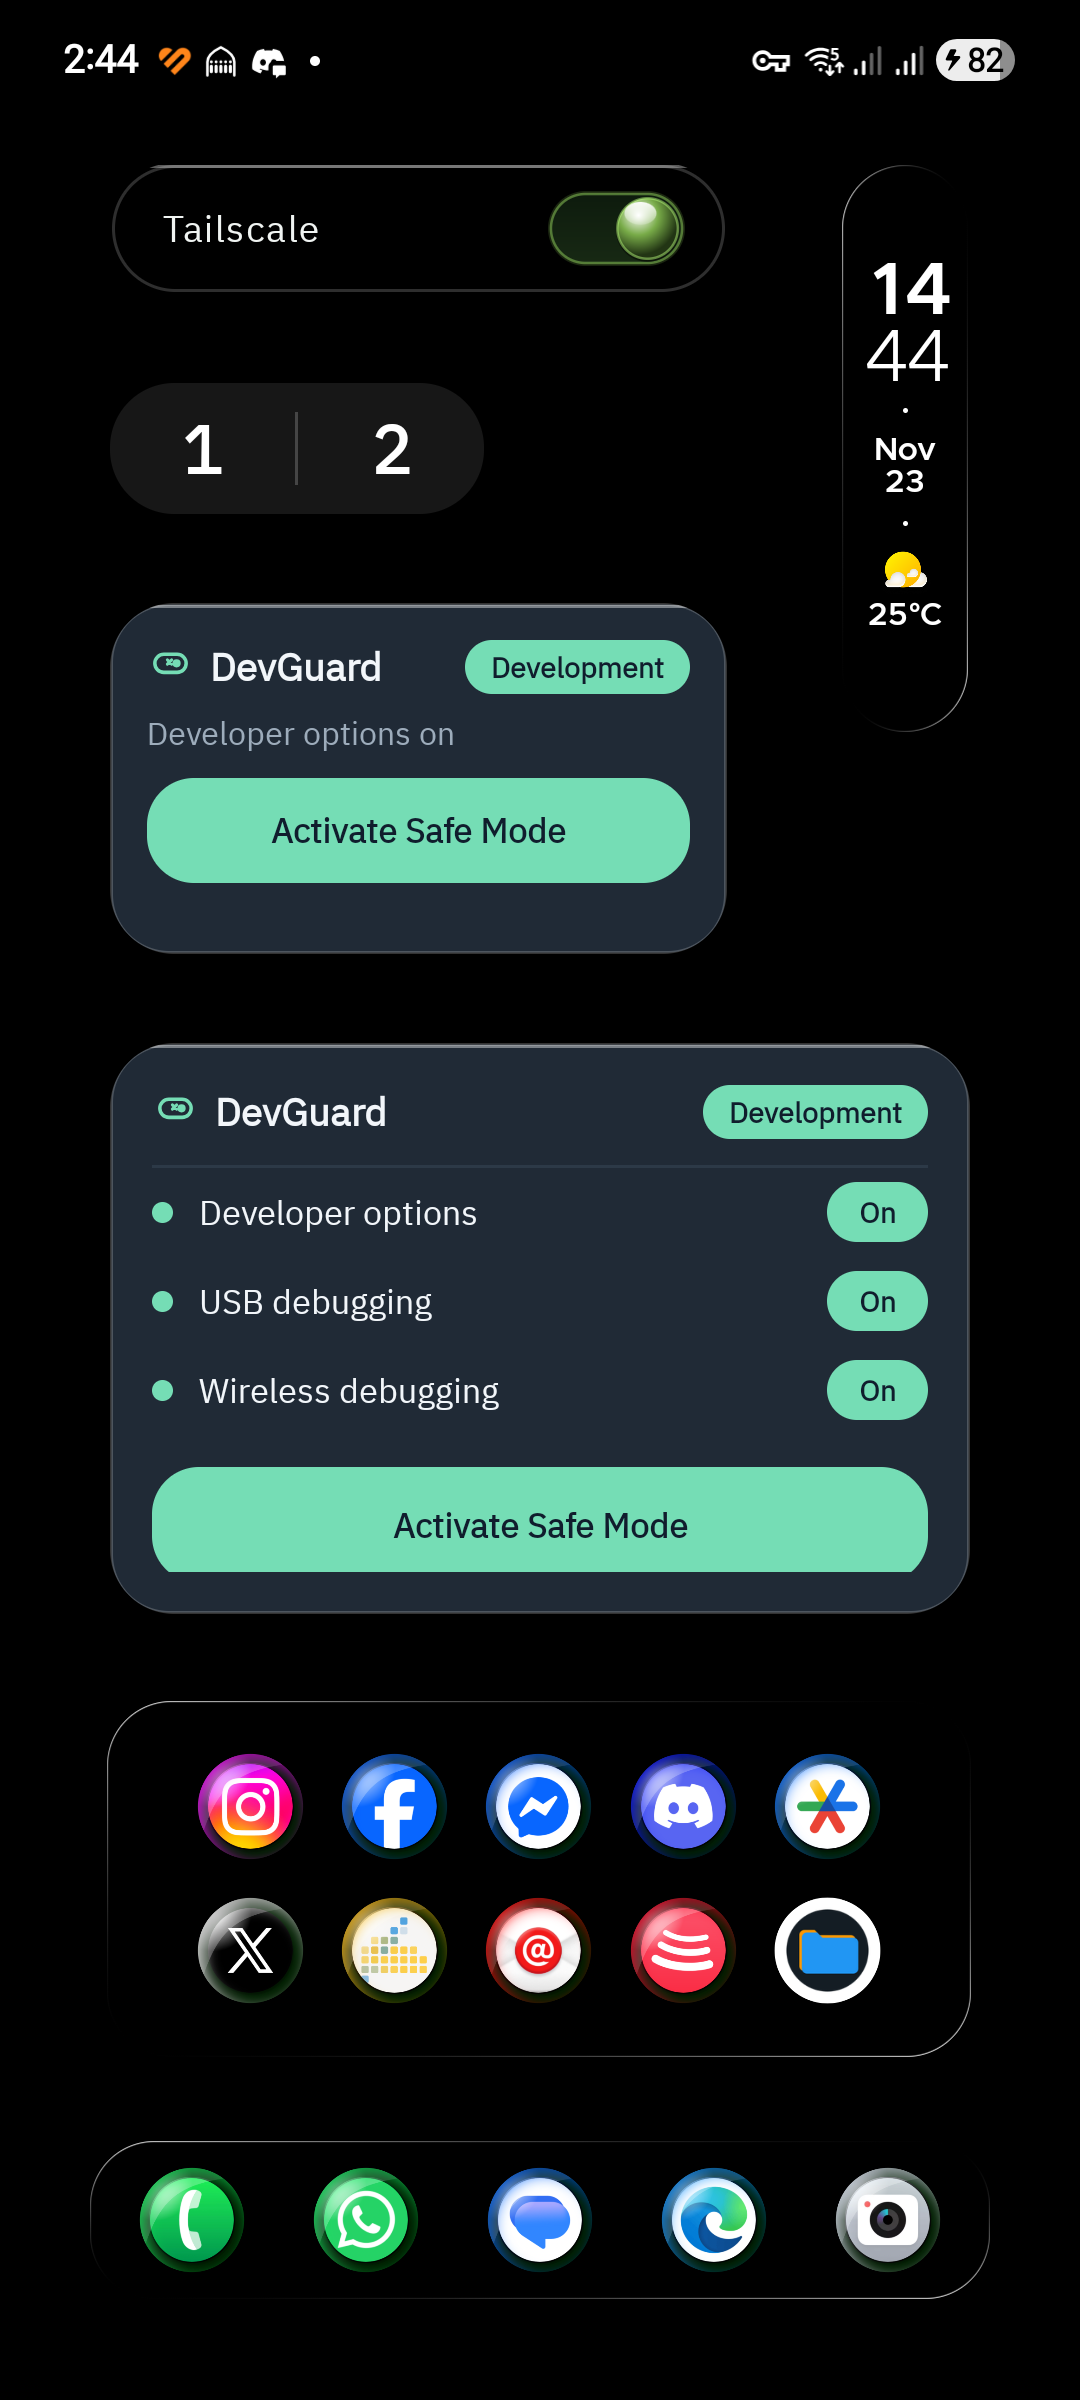 2:44
5
82
Tailscale
14
44
Nov
23
25°C
1
2
DevGuard
Development
Developer options on
Activate Safe Mode
DevGuard
Development
Developer options
On
USB debugging
On
Wireless debugging
On
Activate Safe Mode